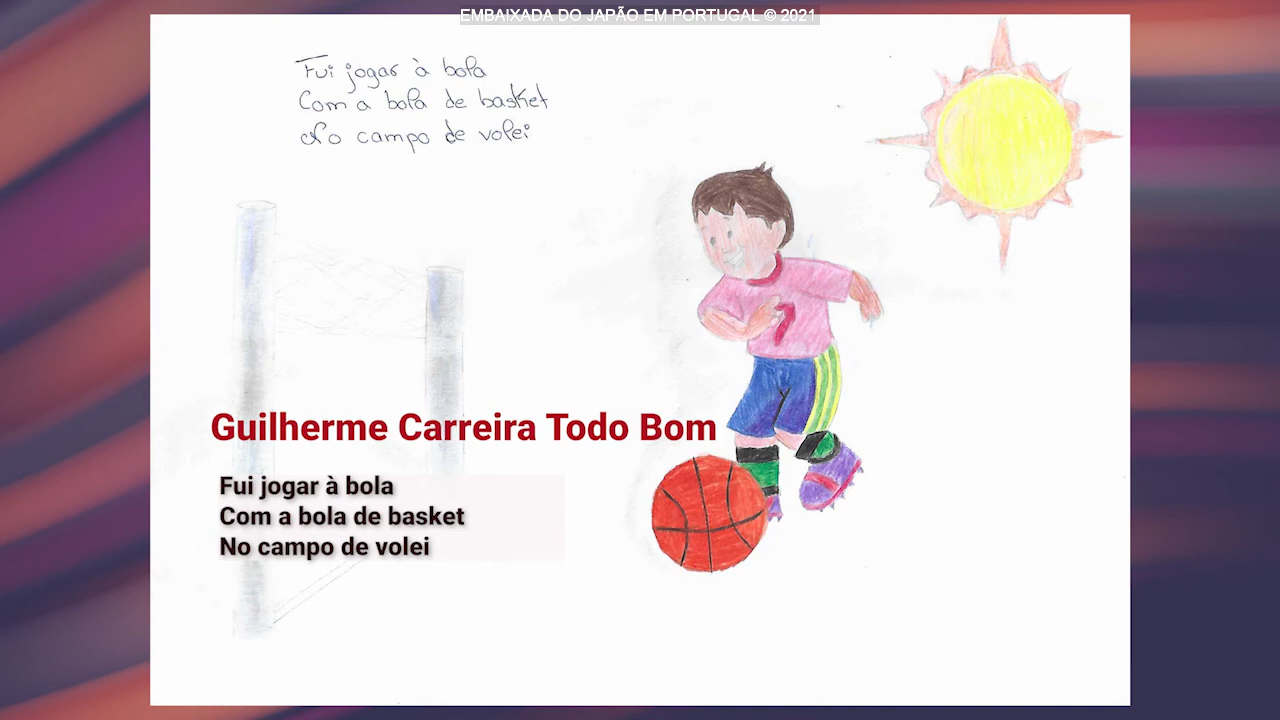 EMBAIXADA DO JAPÃO EM PORTUGAL © 2021
Fui jogar à bola
Com a bola de basket
No campo de volei
7
Guilherme Carreira Todo Bom
Fui jogar à bola
Com a bola de basket
No campo de volei